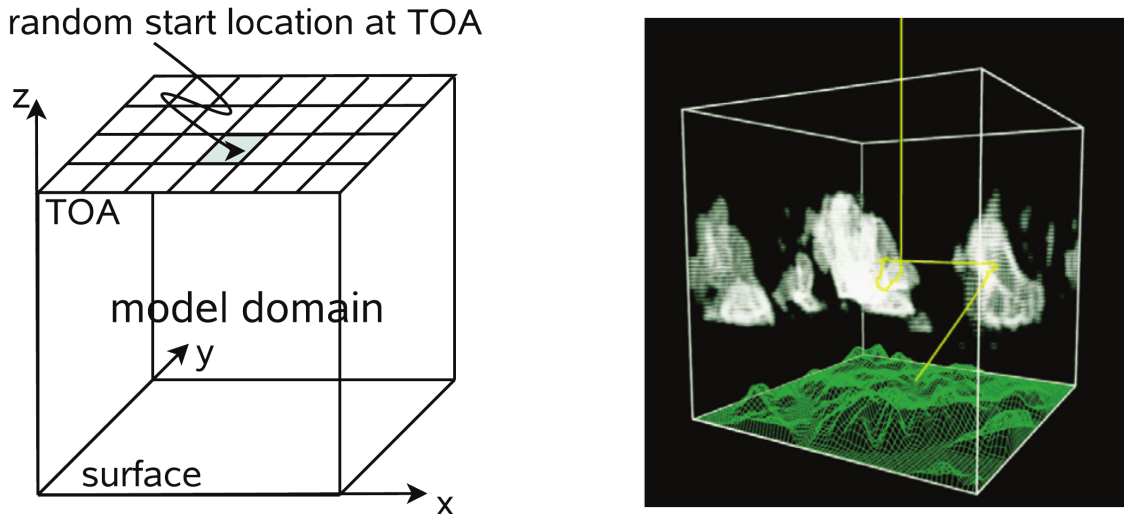 random start location at TOA
z
TOA
model domain
y
surface
x